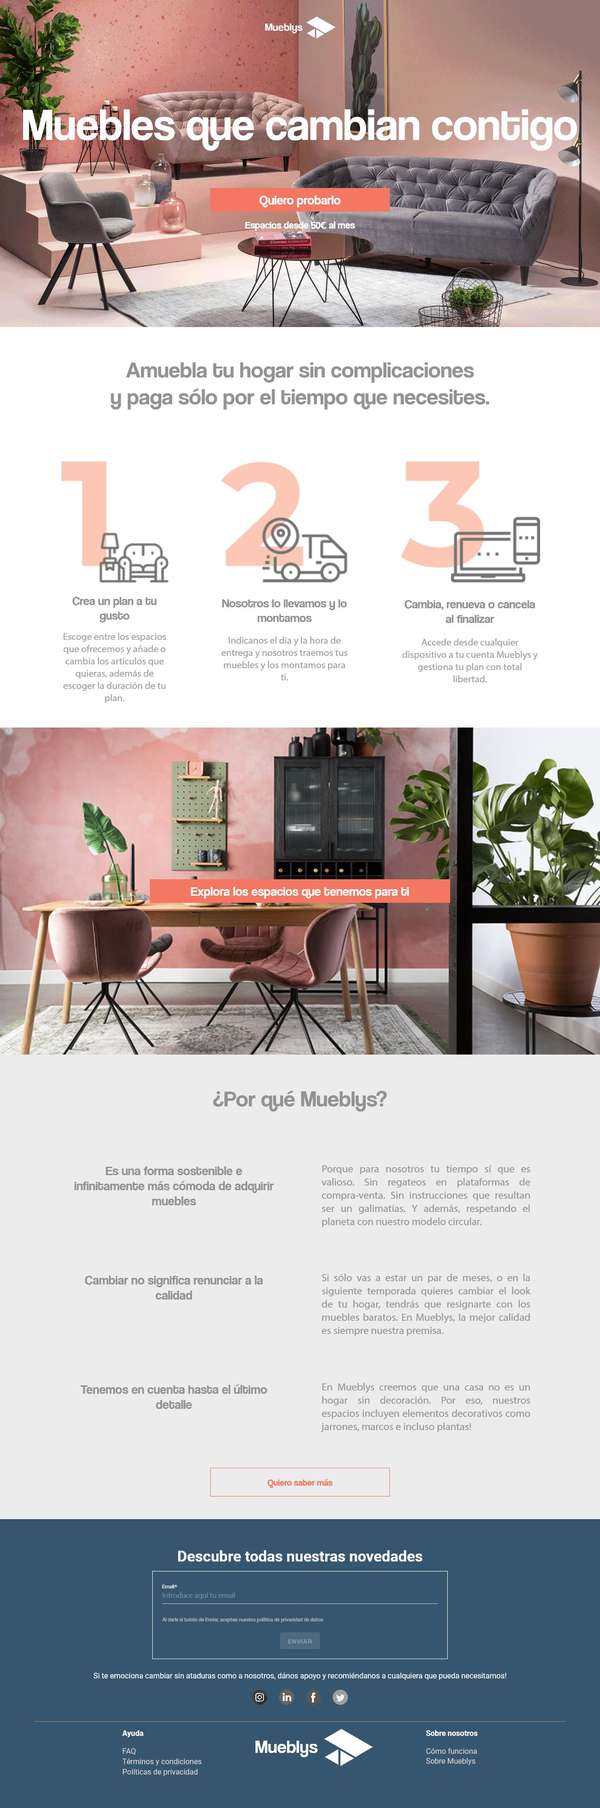 Mueblys
Muebles que cambian contigo
Quiero probarlo
Espacios desde 50€ al mes
Amuebla tu hogar sin complicaciones
y paga sólo por el tiempo que necesites.
1 2 3
Crea un plan a tu
gusto
Escoge entre los espacios
que ofrecemos y añade o
cambia los artículos que
quieras, además de
escoger la duración de tu
plan.
Nosotros lo llevamos y lo
montamos
Indícanos el día y la hora de
entrega y nosotros traemos tus
muebles y los montamos para
ti.
Cambia, renueva o cancela
al finalizar
Accede desde cualquier
dispositivo a tu cuenta Mueblys y
gestiona tu plan con total
libertad.
Explora los espacios que tenemos para ti
¿Por qué Mueblys?
Es una forma sostenible e
infinitamente más cómoda de adquirir
muebles
Porque para nosotros tu tiempo sí que es
valioso. Sin regateos en plataformas de
compra-venta. Sin instrucciones que resultan
ser un galimatías. Y además, respetando el
planeta con nuestro modelo circular.
Cambiar no significa renunciar a la
calidad
Si sólo vas a estar un par de meses, o en la
siguiente temporada quieres cambiar el look
de tu hogar, tendrás que resignarte con los
muebles baratos. En Mueblys, la mejor calidad
es siempre nuestra premisa.
Tenemos en cuenta hasta el último
detalle
En Mueblys creemos que una casa no es un
hogar sin decoración. Por eso, nuestros
espacios incluyen elementos decorativos como
jarrones, marcos e incluso plantas!
Quiero saber más
Descubre todas nuestras novedades
Email*
Introduce aquí tu email
Al darle al botón de Enviar, aceptas nuestra política de privacidad de datos
ENVIAR
Si te emociona cambiar sin ataduras como a nosotros, dános apoyo y recomiéndanos a cualquiera que pueda necesitarnos!
Ayuda
FAQ
Términos y condiciones
Políticas de privacidad
Mueblys
Sobre nosotros
Cómo funciona
Sobre Mueblys